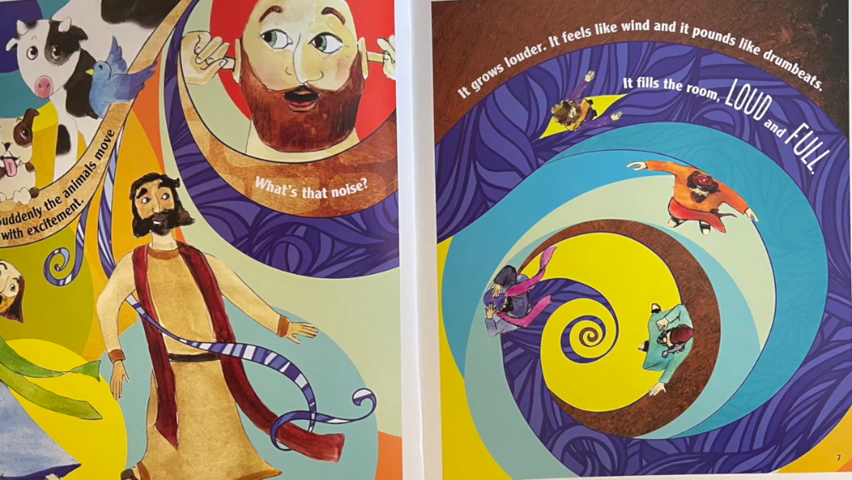 Suddenly the animals move
with excitement.
What's that noise?
It grows louder. It feels like wind and it pounds like drumbeats.
It fills the room, LOUD and FULL.
7